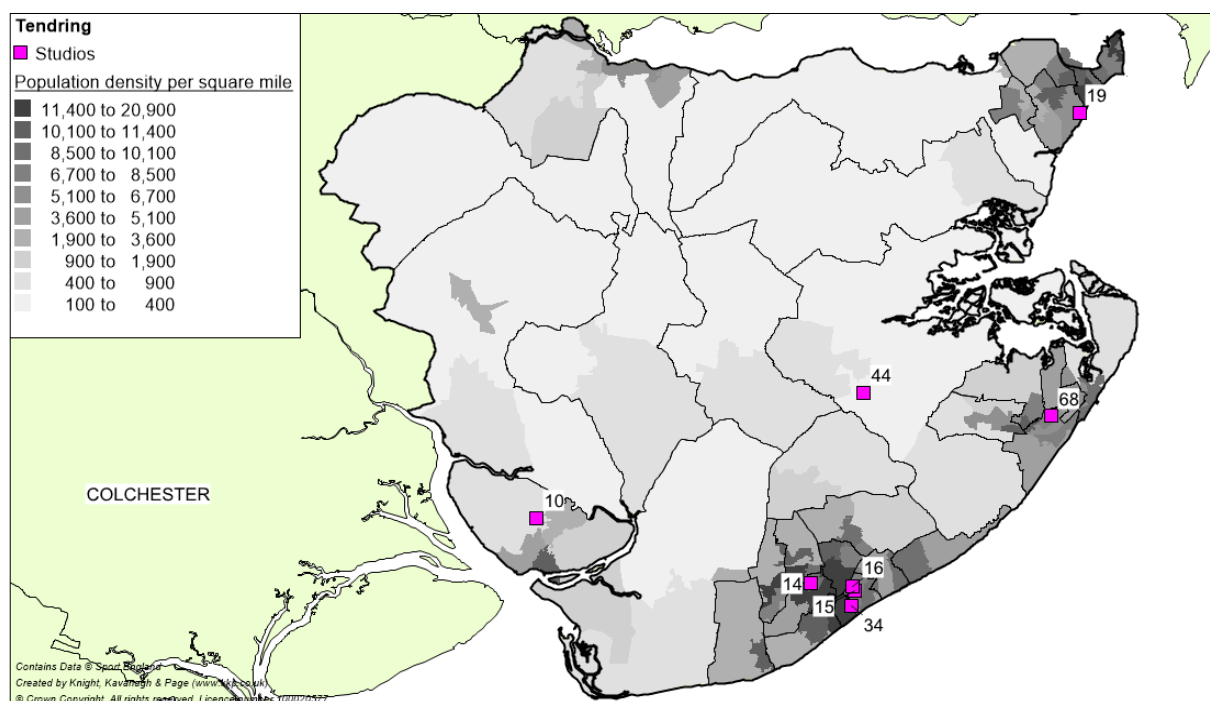 Tendring
Studios
Population density per square mile
11,400 to 20,900
10,100 to 11,400
8,500 to 10,100
6,700 to 8,500
5,100 to 6,700
3,600 to 5,100
1,900 to 3,600
900 to 1,900
400 to 900
100 to 400
19
44
68
COLCHESTER
10
16
14
15
34
Contains Data © Sport England
Created by Knight, Kavanagh & Page (www.kkp.co.uk)
© Crown Copyright. All rights reserved. Licence number 100020577